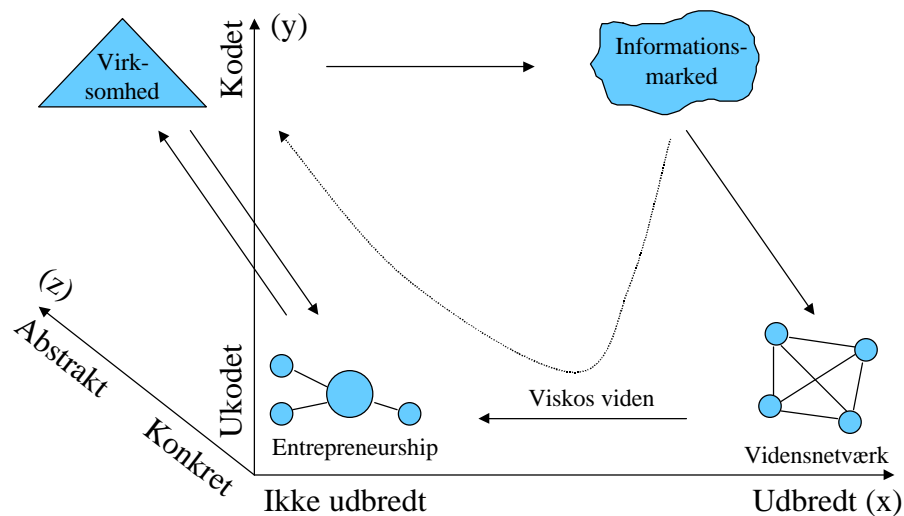 (y)
Virk-
somhed
Kodet
Informations-
marked
(z)
Abstrakt
Konkret
Ukodet
Viskos viden
Entrepreneurship
Vidensnetværk
Ikke udbredt
Udbredt (x)